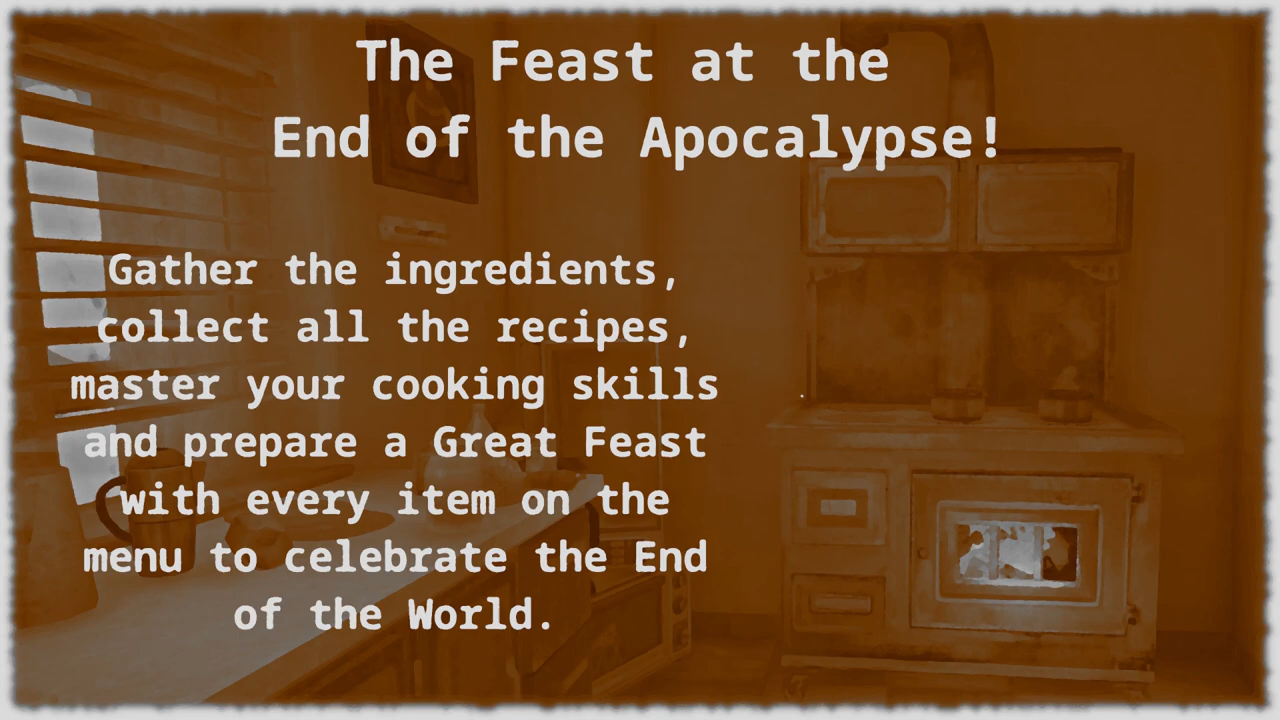 The Feast at the
End of the Apocalypse!
Gather the ingredients,
collect all the recipes,
master your cooking skills
and prepare a Great Feast
with every item on the
menu to celebrate the End
of the World.